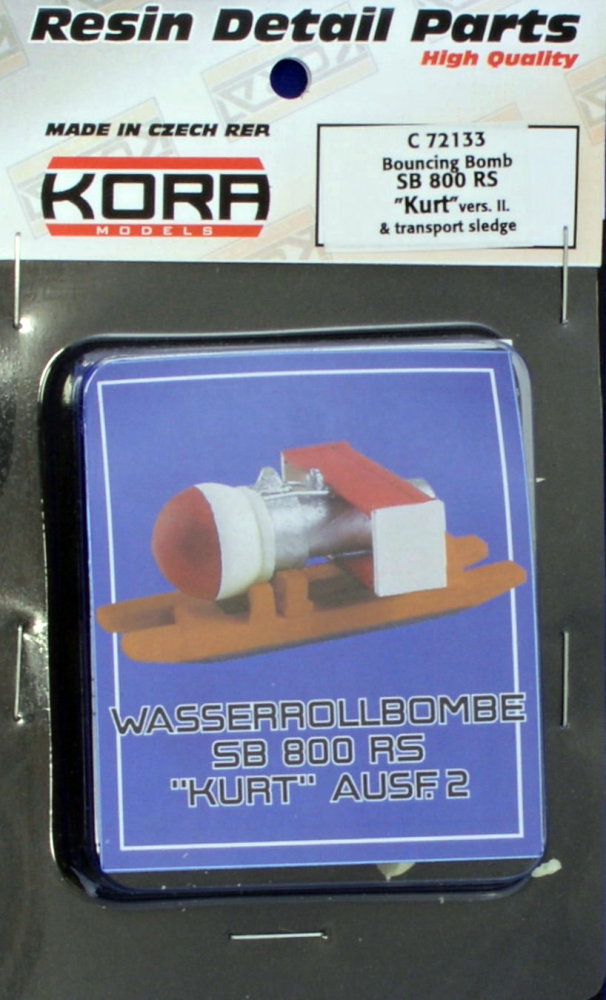 Resin Detail Parts
High Quality
MADE IN CZECH REP.
KORA
MODELS
C 72133
Bouncing Bomb
SB 800 RS
"Kurt" vers. II.
& transport sledge
WASSERROLLBOMBE
SB 800 RS
"KURT" AUSF. 2